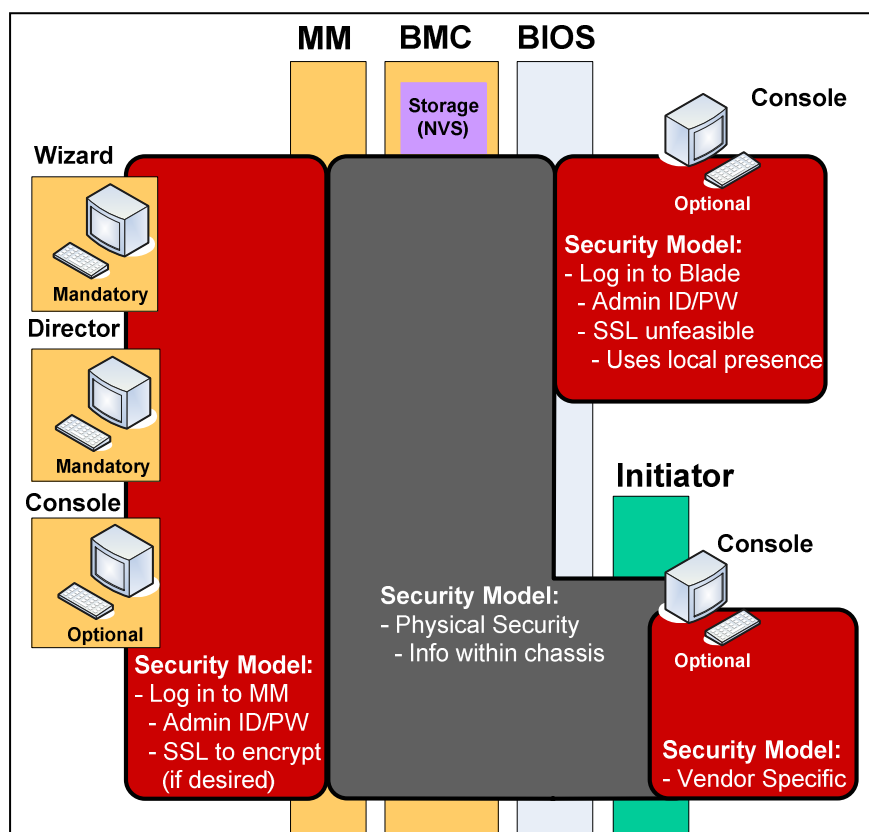 MM
BMC
BIOS
Storage
(NVS)
Console
Optional
Security Model:
- Log in to Blade
- Admin ID/PW
- SSL unfeasible
- Uses local presence
Wizard
Mandatory
Director
Mandatory
Console
Optional
Security Model:
- Log in to MM
- Admin ID/PW
- SSL to encrypt
(if desired)
Security Model:
- Physical Security
- Info within chassis
Initiator
Console
Optional
Security Model:
- Vendor Specific